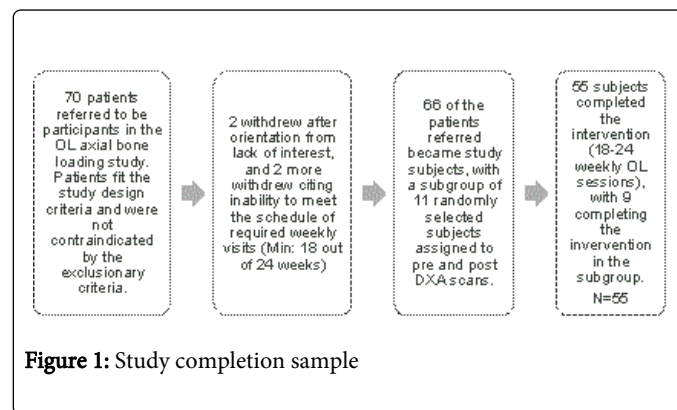 70 patients
referred to be
participants in the
OL axial bone
loading study.
Patients fit the
study design
criteria and were
not
contraindicated
by the
exclusionary
criteria.
2 withdrew after
orientation from
lack of interest,
and 2 more
withdrew citing
inability to meet
the schedule of
required weekly
visits (Min: 18 out
of 24 weeks)
66 of the
patients
referred
became study
subjects, with
a subgroup of
11 randomly
selected
subjects
assigned to
pre and post
DXA scans.
55 subjects
completed
the
intervention
(18-24
weekly OL
sessions),
with 9
completing
the
invervention
in the
subgroup.
N=55
Figure 1: Study completion sample